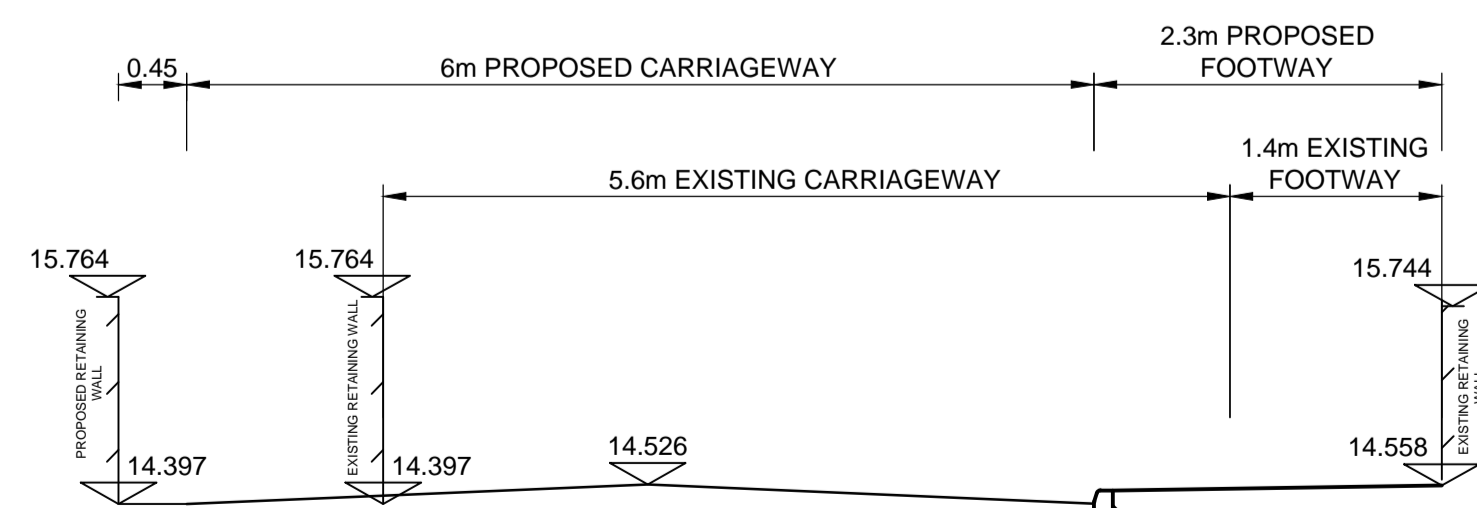 2.3m PROPOSED
FOOTWAY
0.45
6m PROPOSED CARRIAGEWAY
1.4m EXISTING
FOOTWAY
5.6m EXISTING CARRIAGEWAY
15.764
15.764
15.744
PROPOSED RETAINING
WALL
EXISTING RETAINING WALL
EXISTING RETAINING
WALL
14.397
14.397
14.526
14.558